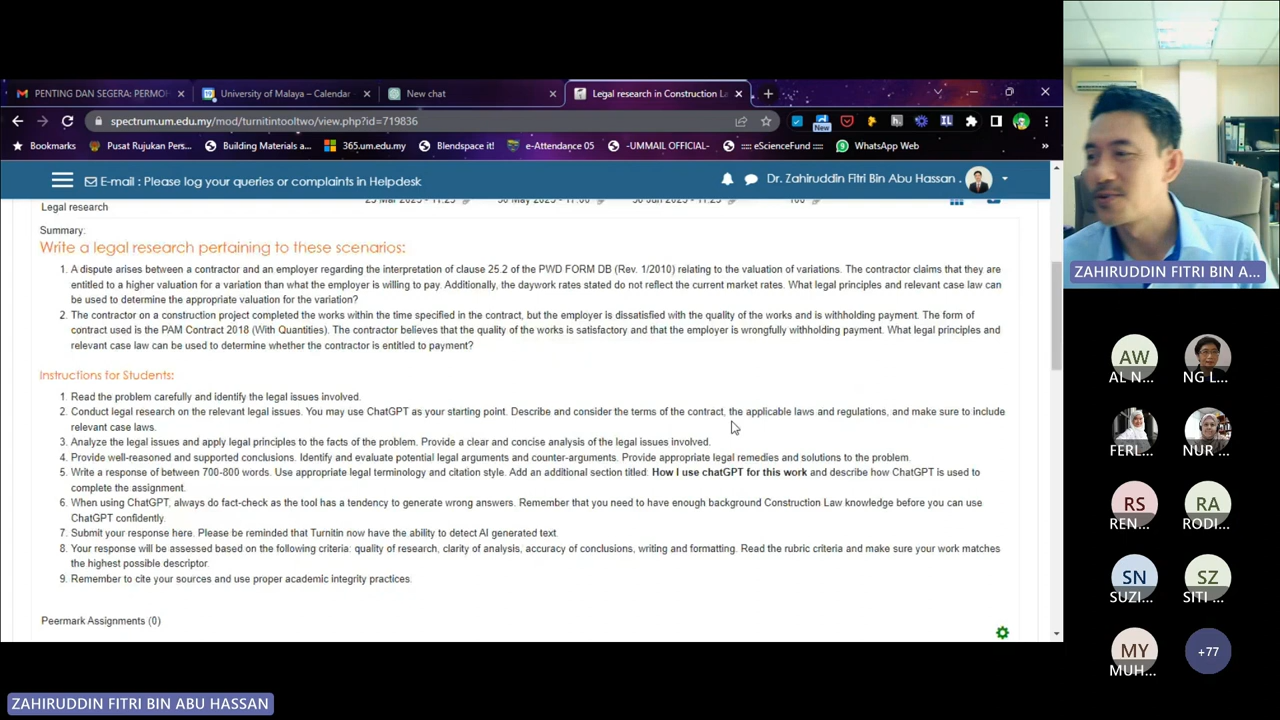 PENTING DAN SEGERA: PERMO
University of Malaya - Calendar
New chat
Legal research in Construction La
spectrum.um.edu.my/mod/turnitintooltwo/view.php?id=719836
New
Bookmarks
Pusat Rujukan Pers...
Building Materials a...
365.um.edu.my
Blendspace it!
e-Attendance 05
-UMMAIL OFFICIAL-
:::: eScienceFund ::::
WhatsApp Web
E-mail : Please log your queries or complaints in Helpdesk
Dr. Zahiruddin Fitri Bin Abu Hassan .
Legal research
Summary:
Write a legal research pertaining to these scenarios:
1. A dispute arises between a contractor and an employer regarding the interpretation of clause 25.2 of the PWD FORM DB (Rev. 1/2010) relating to the valuation of variations. The contractor claims that they are
entitled to a higher valuation for a variation than what the employer is willing to pay. Additionally, the daywork rates stated do not reflect the current market rates. What legal principles and relevant case law can
be used to determine the appropriate valuation for the variation?
2. The contractor on a construction project completed the works within the time specified in the contract, but the employer is dissatisfied with the quality of the works and is withholding payment. The form of
contract used is the PAM Contract 2018 (With Quantities). The contractor believes that the quality of the works is satisfactory and that the employer is wrongfully withholding payment. What legal principles and
relevant case law can be used to determine whether the contractor is entitled to payment?
Instructions for Students:
1. Read the problem carefully and identify the legal issues involved.
2. Conduct legal research on the relevant legal issues. You may use ChatGPT as your starting point. Describe and consider the terms of the contract, the applicable laws and regulations, and make sure to include
relevant case laws.
3. Analyze the legal issues and apply legal principles to the facts of the problem. Provide a clear and concise analysis of the legal issues involved.
4. Provide well-reasoned and supported conclusions. Identify and evaluate potential legal arguments and counter-arguments. Provide appropriate legal remedies and solutions to the problem.
5. Write a response of between 700-800 words. Use appropriate legal terminology and citation style. Add an additional section titled. How I use chatGPT for this work and describe how ChatGPT is used to
complete the assignment.
6. When using ChatGPT, always do fact-check as the tool has a tendency to generate wrong answers. Remember that you need to have enough background Construction Law knowledge before you can use
ChatGPT confidently.
7. Submit your response here. Please be reminded that Turnitin now have the ability to detect AI generated text.
8. Your response will be assessed based on the following criteria: quality of research, clarity of analysis, accuracy of conclusions, writing and formatting. Read the rubric criteria and make sure your work matches
the highest possible descriptor.
9. Remember to cite your sources and use proper academic integrity practices.
Peermark Assignments (0)
ZAHIRUDDIN FITRI BIN A...
AW
AL N...
NG L...
FERL...
NUR ...
RS
REN...
RA
RODI...
SN
SUZI...
SZ
SITI ...
MY
MUH...
+77
ZAHIRUDDIN FITRI BIN ABU HASSAN